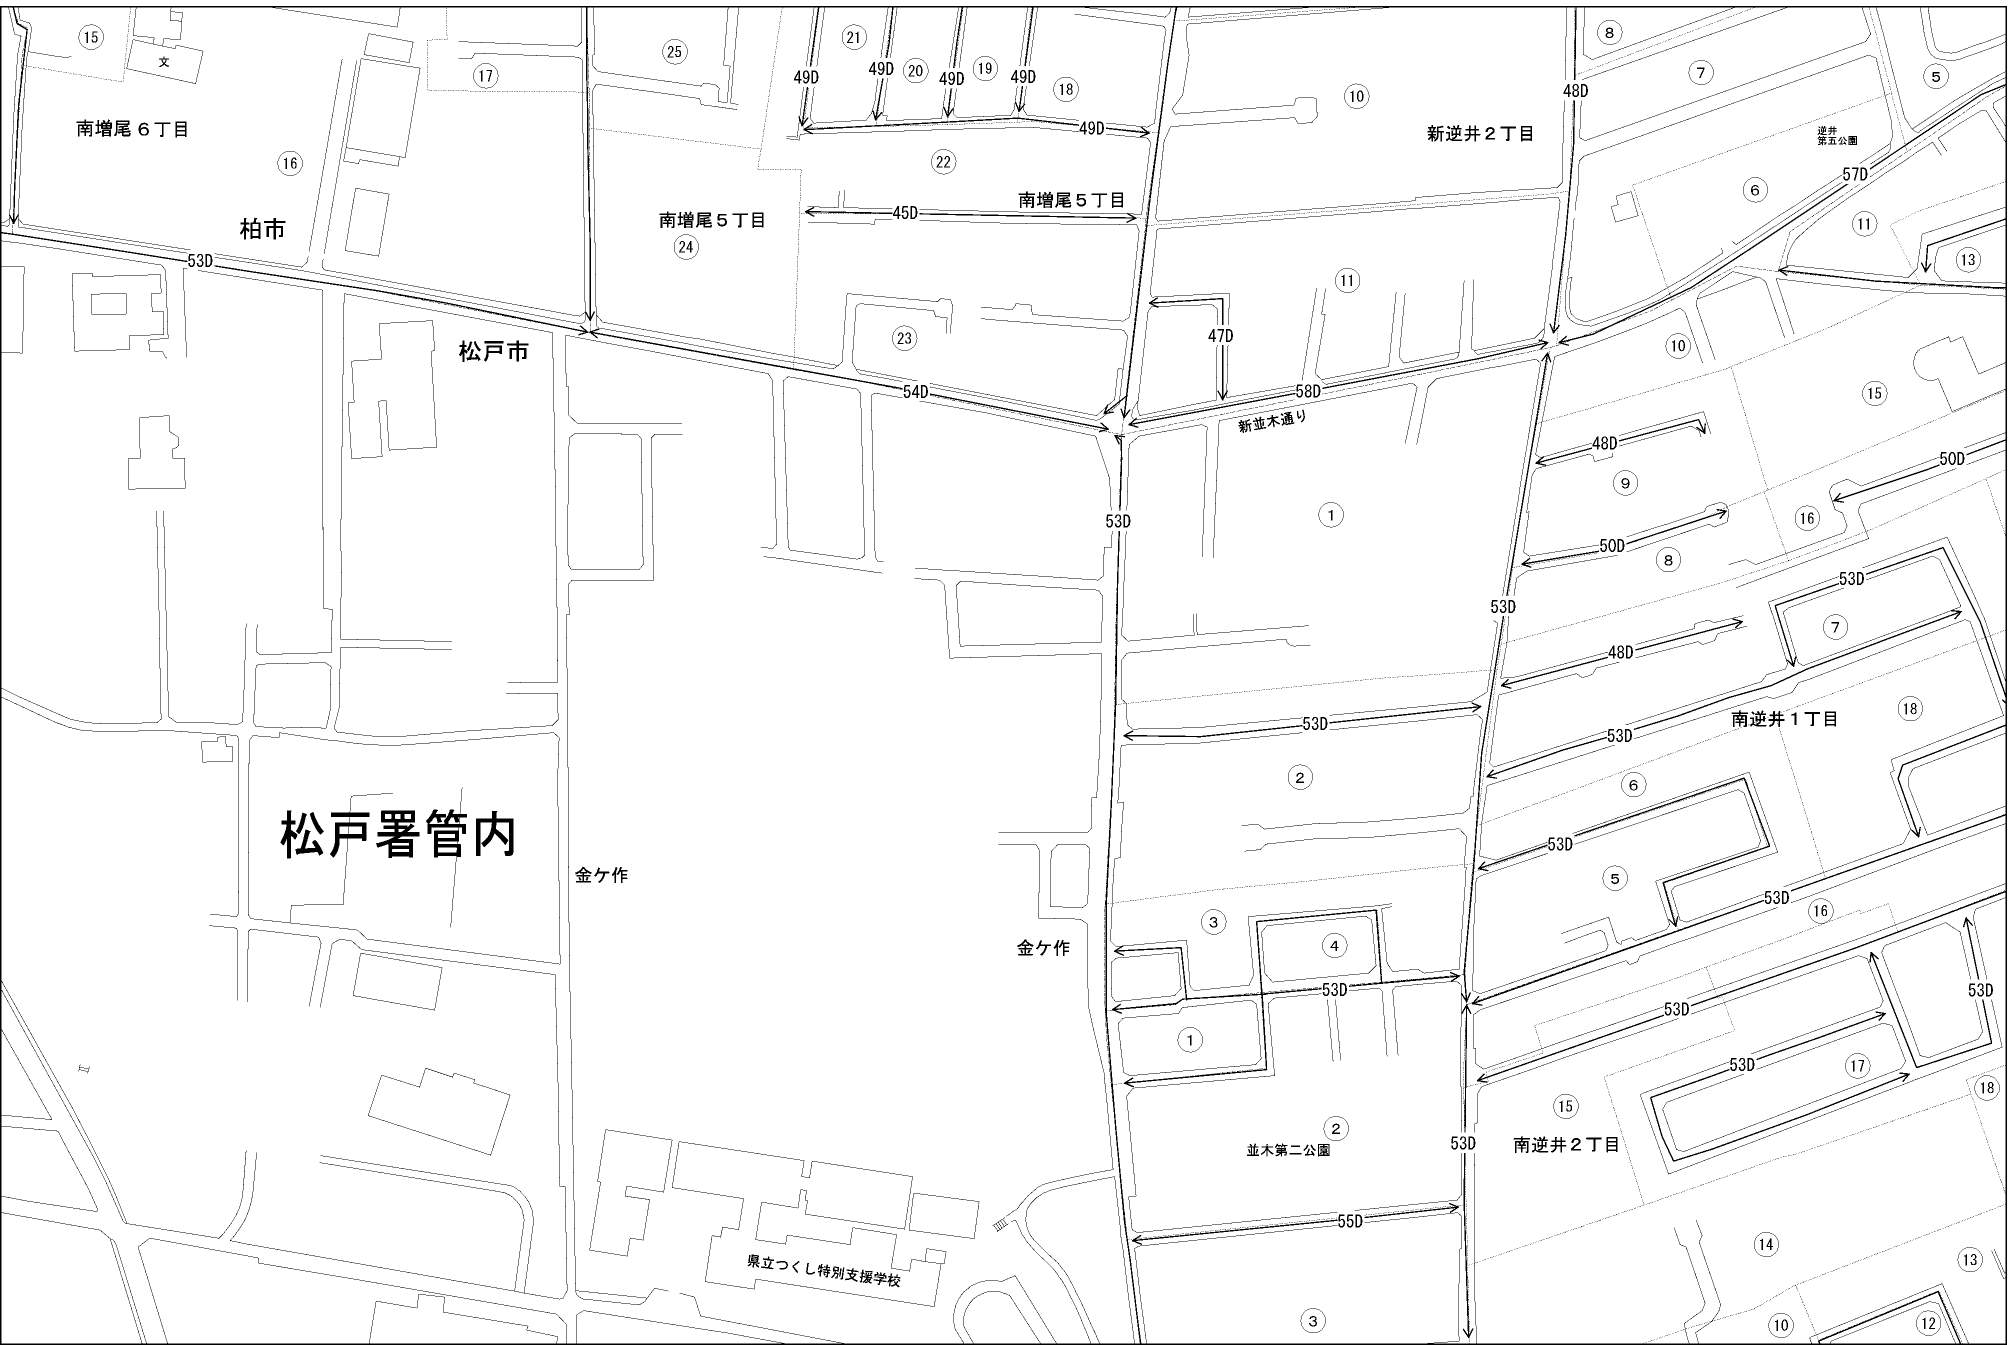 ⑮
文
南増尾６丁目
⑯
⑰
㉕
㉑
⑳
⑲
⑱
49D
49D
49D
49D
49D
㉒
45D
南増尾５丁目
南増尾５丁目
㉔
柏市
53D
松戸市
㉓
54D
⑩
新逆井２丁目
⑪
47D
58D
新並木通り
48D
⑧
⑦
⑤
逆井
第五公園
57D
⑥
⑪
⑬
⑩
⑮
48D
⑨
50D
50D
⑯
⑧
53D
①
53D
53D
⑦
48D
53D
南逆井１丁目
⑱
53D
②
⑥
53D
⑤
53D
⑯
松戸署管内
金ケ作
金ケ作
③
④
53D
①
53D
53D
53D
⑰
⑱
⑮
南逆井２丁目
②
並木第二公園
53D
55D
県立つくし特別支援学校
⑭
⑬
③
⑩
⑫